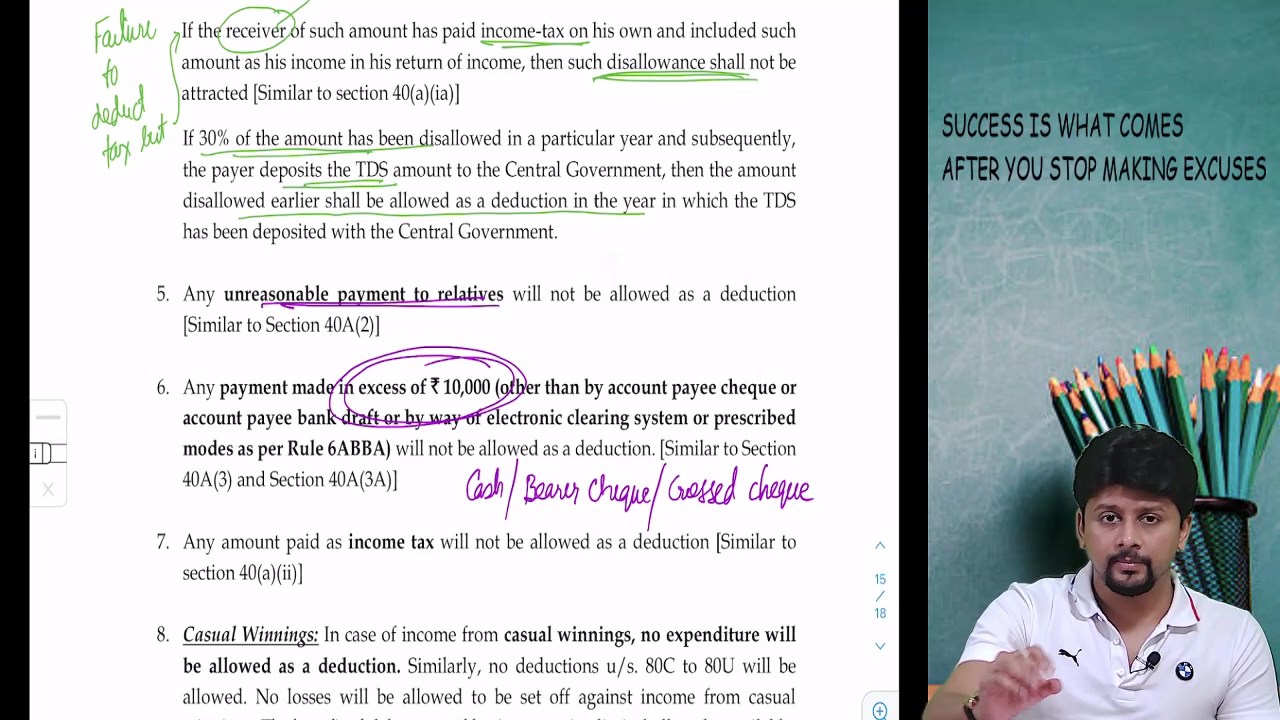 Failure
to
deduct
tax but
If the receiver of such amount has paid income-tax on his own and included such
amount as his income in his return of income, then such disallowance shall not be
attracted [Similar to section 40(a)(ia)]
If 30% of the amount has been disallowed in a particular year and subsequently,
the payer deposits the TDS amount to the Central Government, then the amount
disallowed earlier shall be allowed as a deduction in the year in which the TDS
has been deposited with the Central Government.
5. Any unreasonable payment to relatives will not be allowed as a deduction
[Similar to Section 40A(2)]
6. Any payment made in excess of ₹ 10,000 (other than by account payee cheque or
account payee bank draft or by way of electronic clearing system or prescribed
modes as per Rule 6ABBA) will not be allowed as a deduction. [Similar to Section
40A(3) and Section 40A(3A)]
Cash/Bearer Cheque/Crossed cheque
7. Any amount paid as income tax will not be allowed as a deduction [Similar to
section 40(a)(ii)]
8. Casual Winnings: In case of income from casual winnings, no expenditure will
be allowed as a deduction. Similarly, no deductions u/s. 80C to 80U will be
allowed. No losses will be allowed to be set off against income from casual
15
/
18
SUCCESS IS WHAT COMES
AFTER YOU STOP MAKING EXCUSES